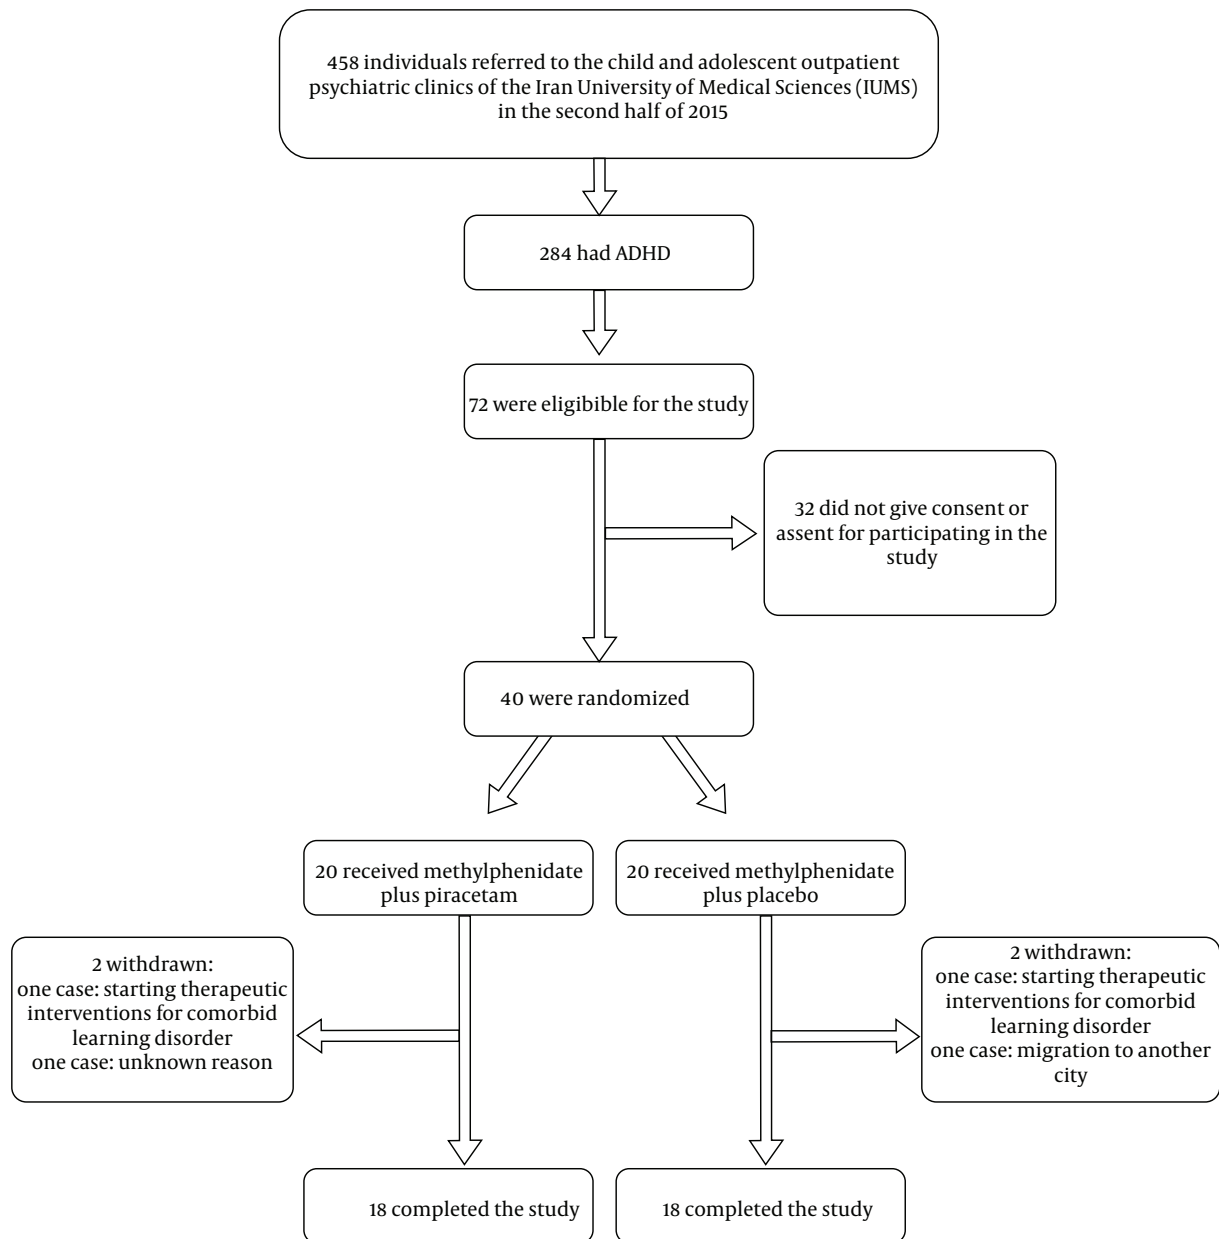 458 individuals referred to the child and adolescent outpatient
psychiatric clinics of the Iran University of Medical Sciences (IUMS)
in the second half of 2015
284 had ADHD
72 were eligibible for the study
32 did not give consent or
assent for participating in the
study
40 were randomized
20 received methylphenidate
plus piracetam
20 received methylphenidate
plus placebo
2 withdrawn:
one case: starting therapeutic
interventions for comorbid
learning disorder
one case: unknown reason
2 withdrawn:
one case: starting therapeutic
interventions for comorbid
learning disorder
one case: migration to another
city
18 completed the study
18 completed the study